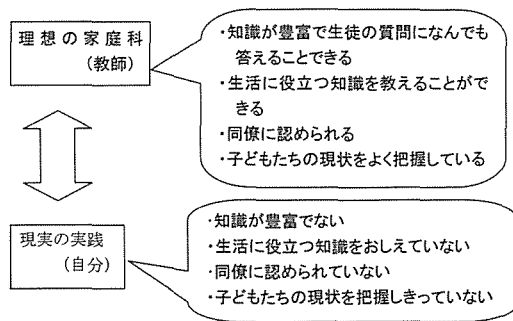 理想の家庭科
(教師)
・知識が豊富で生徒の質問になんでも
答えることできる
・生活に役立つ知識を教えることがで
きる
・同僚に認められる
・子どもたちの現状をよく把握している
現実の実践
(自分)
・知識が豊富でない
・生活に役立つ知識をおしえていない
・同僚に認められていない
・子どもたちの現状を把握しきっていない